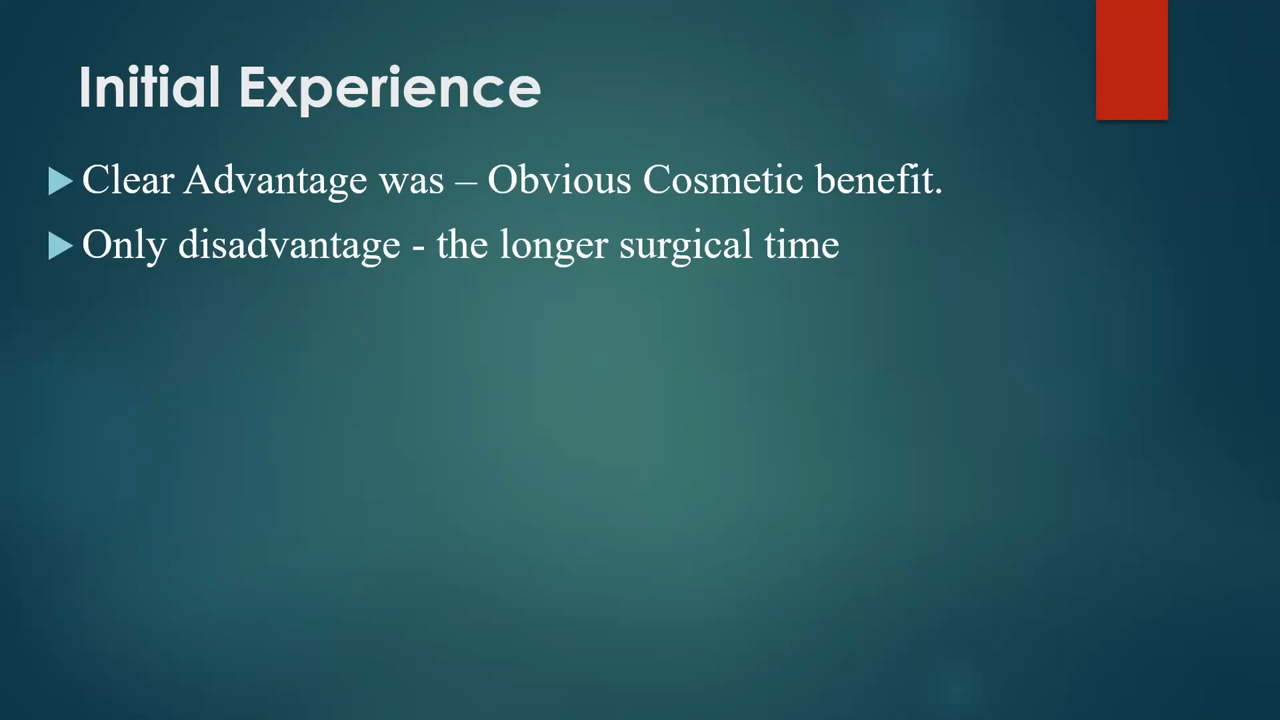 Initial Experience
Clear Advantage was – Obvious Cosmetic benefit.
Only disadvantage - the longer surgical time